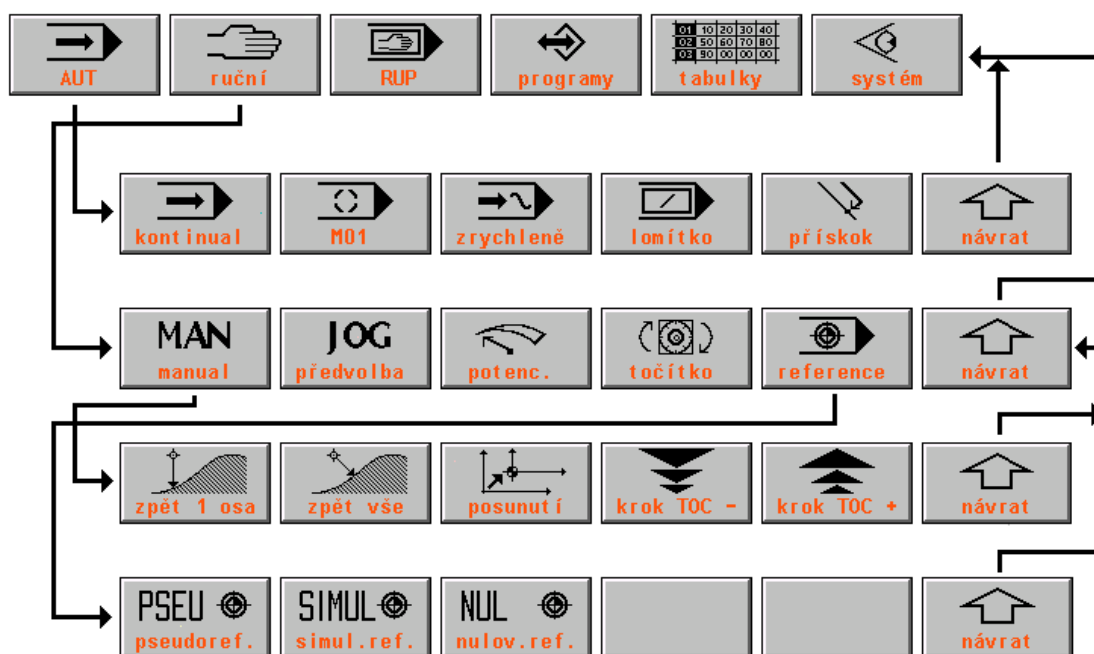 01 10 20 30 40
02 50 60 70 80
03 90 00 00 00
AUT ruční RUP programy tabulky systém
kontinual M01 zrychleně lomítko přískok návrat
MAN JOG
manual předvolba potenc. točítko reference návrat
zpět 1 osa zpět vše posunutí krok TOC - krok TOC + návrat
PSEU SIMUL NUL
pseudoref. simul.ref. nulov.ref. návrat